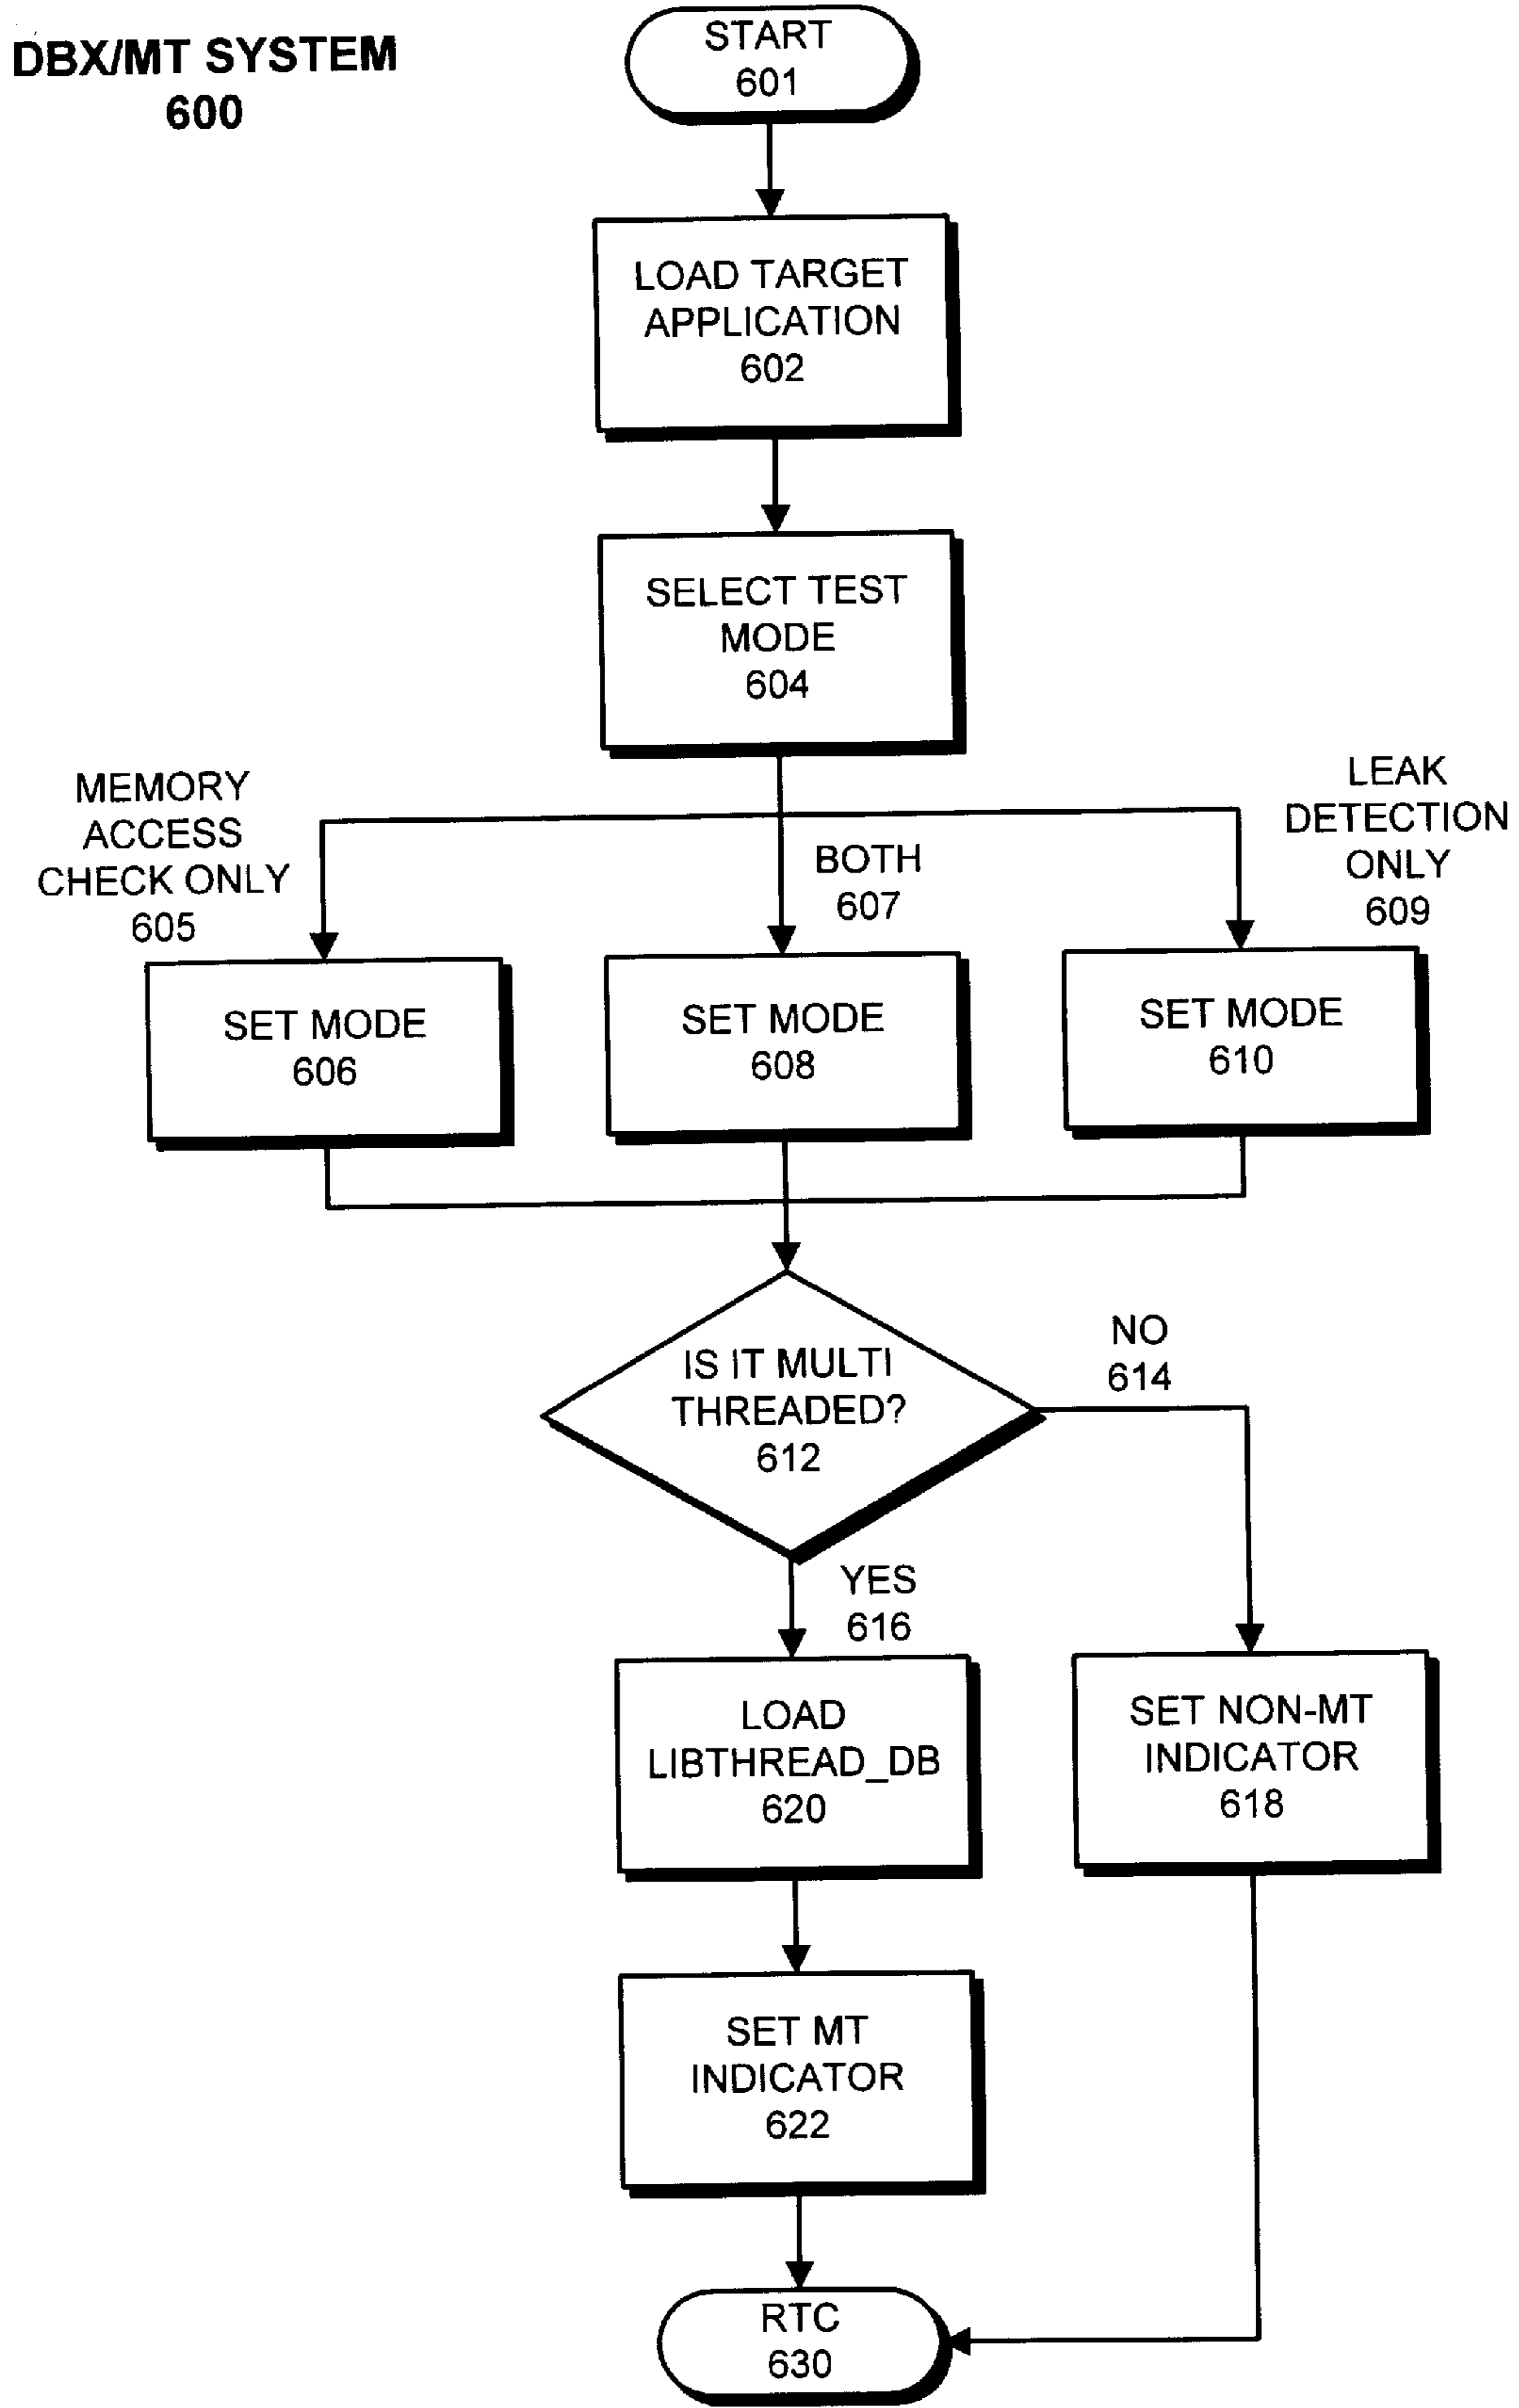 DBX/MT SYSTEM
600
START
601
LOAD TARGET
APPLICATION
602
SELECT TEST
MODE
604
MEMORY
ACCESS
CHECK ONLY
605
BOTH
607
LEAK
DETECTION
ONLY
609
SET MODE
606
SET MODE
608
SET MODE
610
IS IT MULTI
THREADED?
612
NO
614
YES
616
LOAD
LIBTHREAD_DB
620
SET NON-MT
INDICATOR
618
SET MT
INDICATOR
622
RTC
630